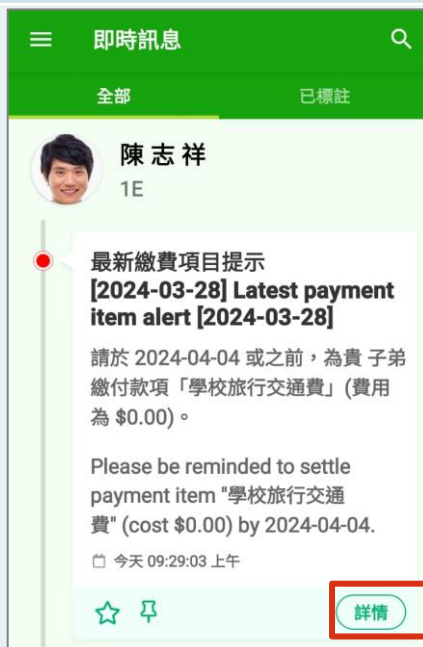 即時訊息
全部 已標註
陳志祥
1E
最新繳費項目提示
[2024-03-28] Latest payment
item alert [2024-03-28]
請於 2024-04-04 或之前，為貴 子弟
繳付款項「學校旅行交通費」(費用
為 $0.00)。
Please be reminded to settle
payment item "學校旅行交通
費" (cost $0.00) by 2024-04-04.
今天 09:29:03 上午
詳情